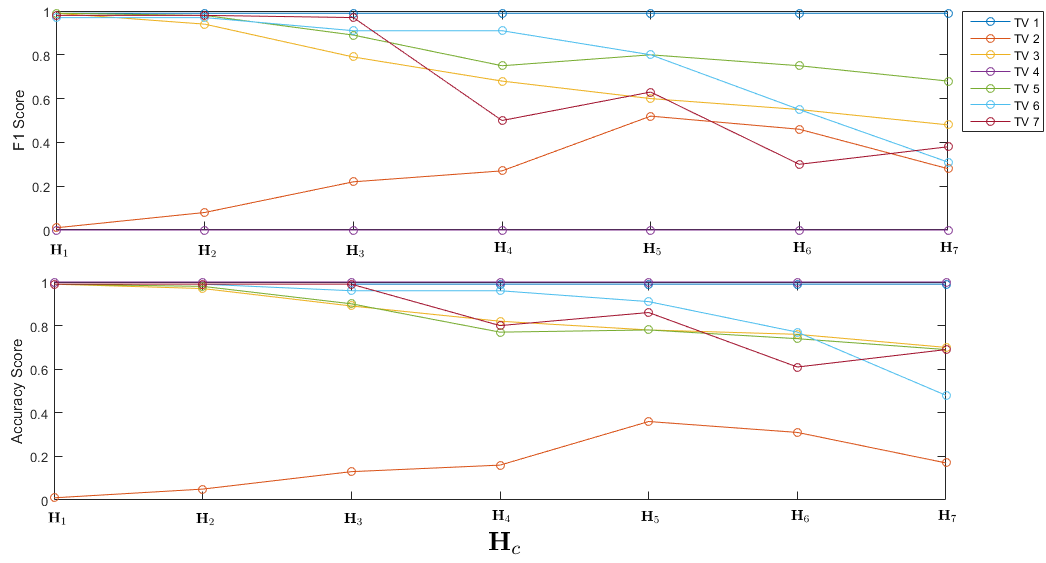 1
0.8
0.6
0.4
0.2
0
F1 Score
H₁ H₂ H₃ H₄ H₅ H₆ H₇
TV 1
TV 2
TV 3
TV 4
TV 5
TV 6
TV 7
1
0.8
0.6
0.4
0.2
0
Accuracy Score
H₁ H₂ H₃ H₄ H₅ H₆ H₇
H_c